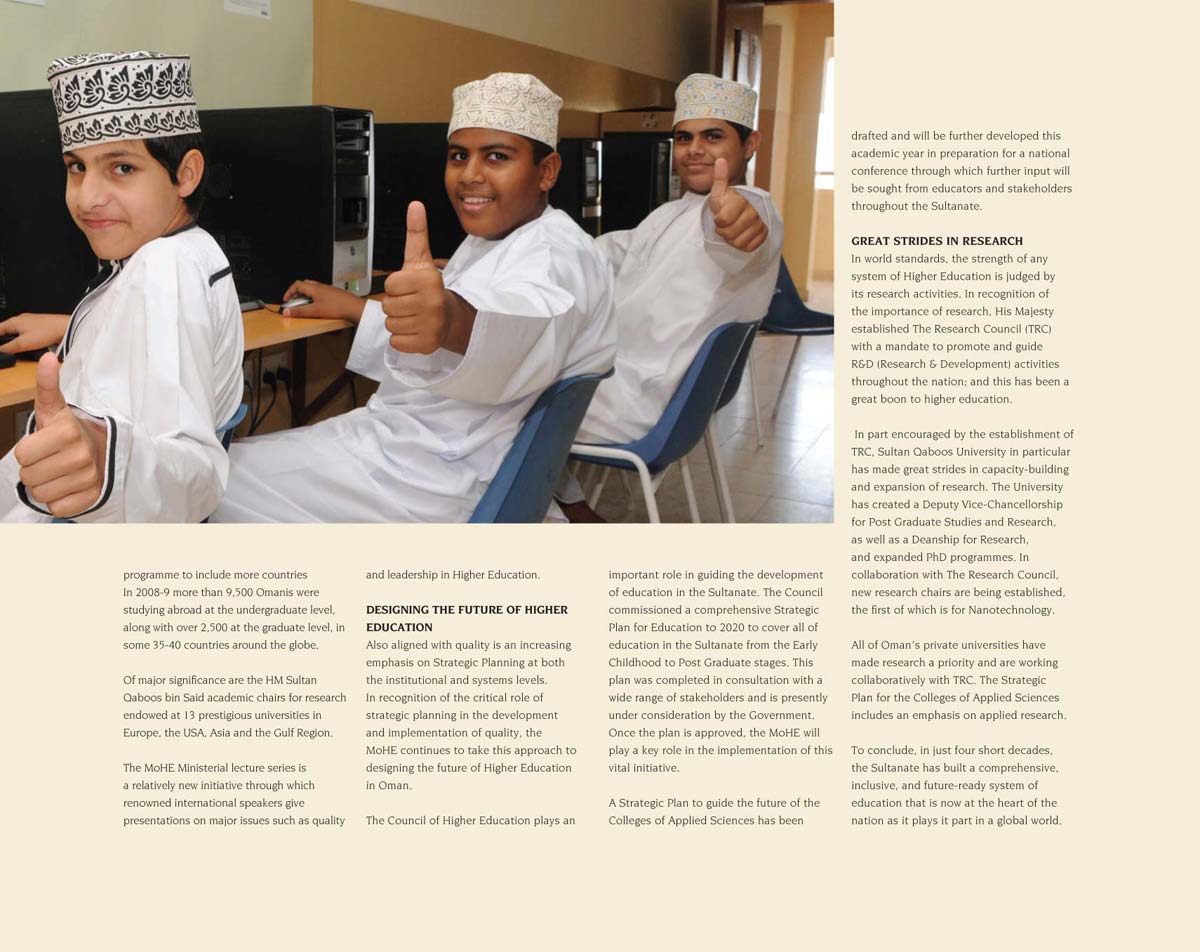 programme to include more countries
In 2008-9 more than 9,500 Omanis were
studying abroad at the undergraduate level,
along with over 2,500 at the graduate level, in
some 35-40 countries around the globe.
Of major significance are the HM Sultan
Qaboos bin Said academic chairs for research
endowed at 13 prestigious universities in
Europe, the USA, Asia and the Gulf Region.
The MoHE Ministerial lecture series is
a relatively new initiative through which
renowned international speakers give
presentations on major issues such as quality
and leadership in Higher Education.
DESIGNING THE FUTURE OF HIGHER
EDUCATION
Also aligned with quality is an increasing
emphasis on Strategic Planning at both
the institutional and systems levels.
In recognition of the critical role of
strategic planning in the development
and implementation of quality, the
MoHE continues to take this approach to
designing the future of Higher Education
in Oman.
The Council of Higher Education plays an
important role in guiding the development
of education in the Sultanate. The Council
commissioned a comprehensive Strategic
Plan for Education to 2020 to cover all of
education in the Sultanate from the Early
Childhood to Post Graduate stages. This
plan was completed in consultation with a
wide range of stakeholders and is presently
under consideration by the Government.
Once the plan is approved, the MoHE will
play a key role in the implementation of this
vital initiative.
A Strategic Plan to guide the future of the
Colleges of Applied Sciences has been
drafted and will be further developed this
academic year in preparation for a national
conference through which further input will
be sought from educators and stakeholders
throughout the Sultanate.
GREAT STRIDES IN RESEARCH
In world standards, the strength of any
system of Higher Education is judged by
its research activities. In recognition of
the importance of research, His Majesty
established The Research Council (TRC)
with a mandate to promote and guide
R&D (Research & Development) activities
throughout the nation; and this has been a
great boon to higher education.
In part encouraged by the establishment of
TRC, Sultan Qaboos University in particular
has made great strides in capacity-building
and expansion of research. The University
has created a Deputy Vice-Chancellorship
for Post Graduate Studies and Research,
as well as a Deanship for Research,
and expanded PhD programmes. In
collaboration with The Research Council,
new research chairs are being established,
the first of which is for Nanotechnology.
All of Oman's private universities have
made research a priority and are working
collaboratively with TRC. The Strategic
Plan for the Colleges of Applied Sciences
includes an emphasis on applied research.
To conclude, in just four short decades,
the Sultanate has built a comprehensive,
inclusive, and future-ready system of
education that is now at the heart of the
nation as it plays it part in a global world.